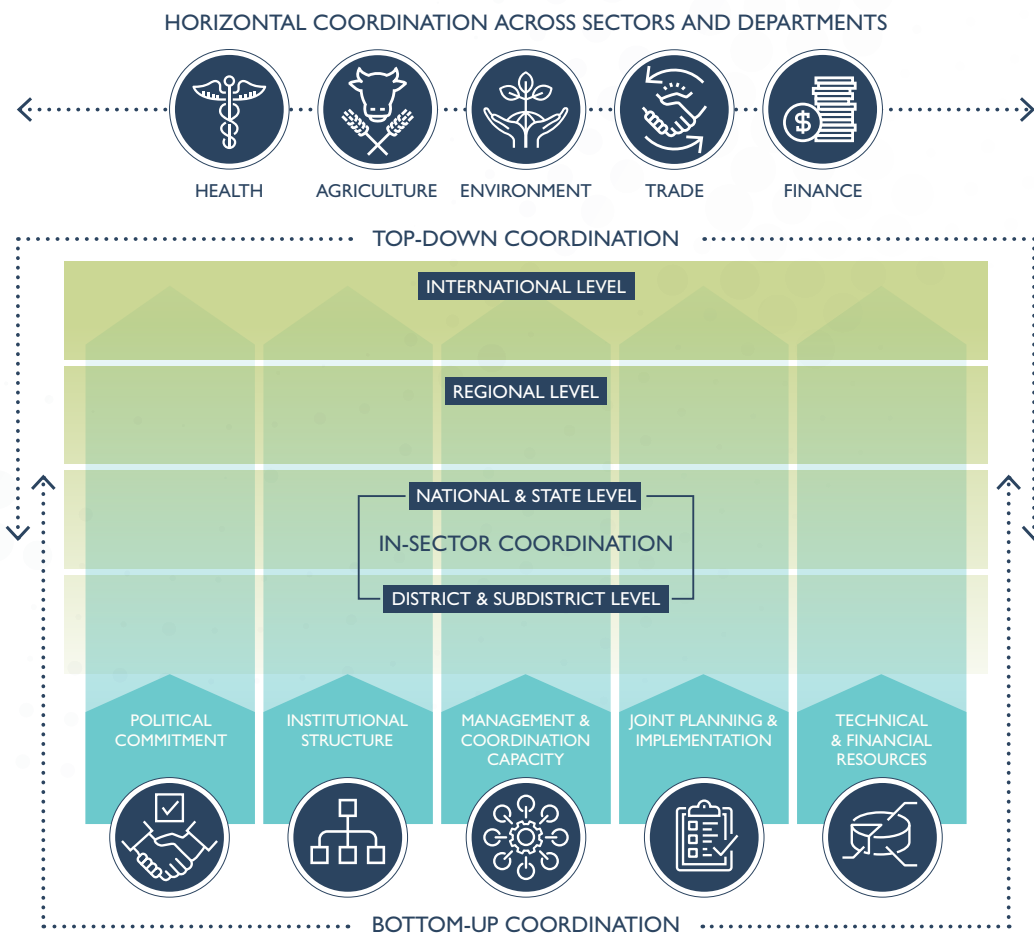 HORIZONTAL COORDINATION ACROSS SECTORS AND DEPARTMENTS
$
HEALTH
AGRICULTURE
ENVIRONMENT
TRADE
FINANCE
TOP-DOWN COORDINATION
INTERNATIONAL LEVEL
REGIONAL LEVEL
NATIONAL & STATE LEVEL
IN-SECTOR COORDINATION
DISTRICT & SUBDISTRICT LEVEL
POLITICAL
COMMITMENT
INSTITUTIONAL
STRUCTURE
MANAGEMENT &
COORDINATION
CAPACITY
JOINT PLANNING &
IMPLEMENTATION
TECHNICAL
& FINANCIAL
RESOURCES
BOTTOM-UP COORDINATION